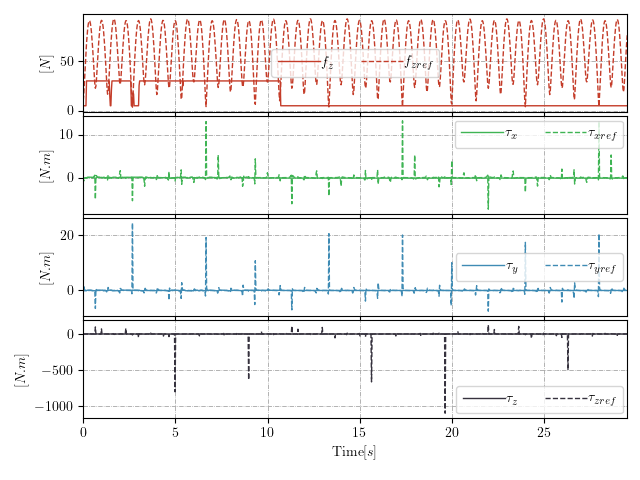 [N]
50
0
f_z
f_zref
[N.m]
10
0
τ_x
τ_xref
[N.m]
20
0
τ_y
τ_yref
[N.m]
0
−500
−1000
τ_z
τ_zref
0 5 10 15 20 25
Time[s]